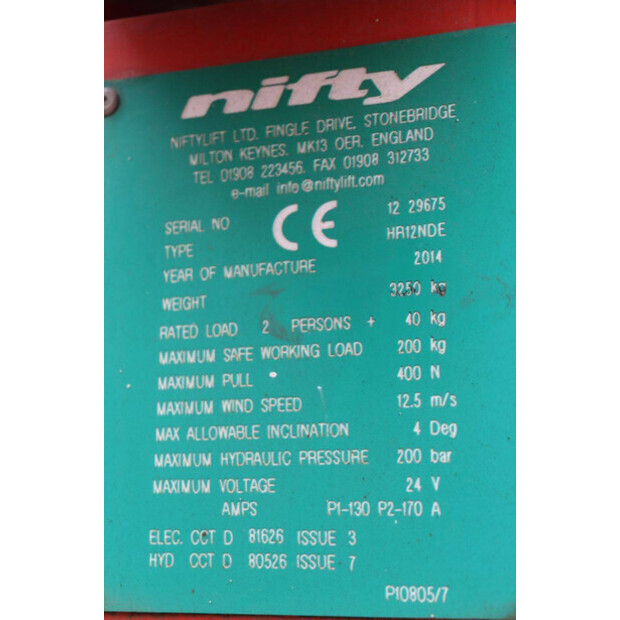 nifty
NIFTYLIFT LTD. FINGLE DRIVE, STONEBRIDGE,
MILTON KEYNES, MK13 OER, ENGLAND
TEL 01908 223456. FAX 01908 312733
e-mail info@niftylift.com
CE
SERIAL NO 12 29675
TYPE HR12NDE
YEAR OF MANUFACTURE 2014
WEIGHT 3250 kg
RATED LOAD 2 PERSONS + 40 kg
MAXIMUM SAFE WORKING LOAD 200 kg
MAXIMUM PULL 400 N
MAXIMUM WIND SPEED 12.5 m/s
MAX ALLOWABLE INCLINATION 4 Deg
MAXIMUM HYDRAULIC PRESSURE 200 bar
MAXIMUM VOLTAGE 24 V
AMPS P1-130 P2-170 A
ELEC. CCT D 81626 ISSUE 3
HYD CCT D 80526 ISSUE 7
P10805/7